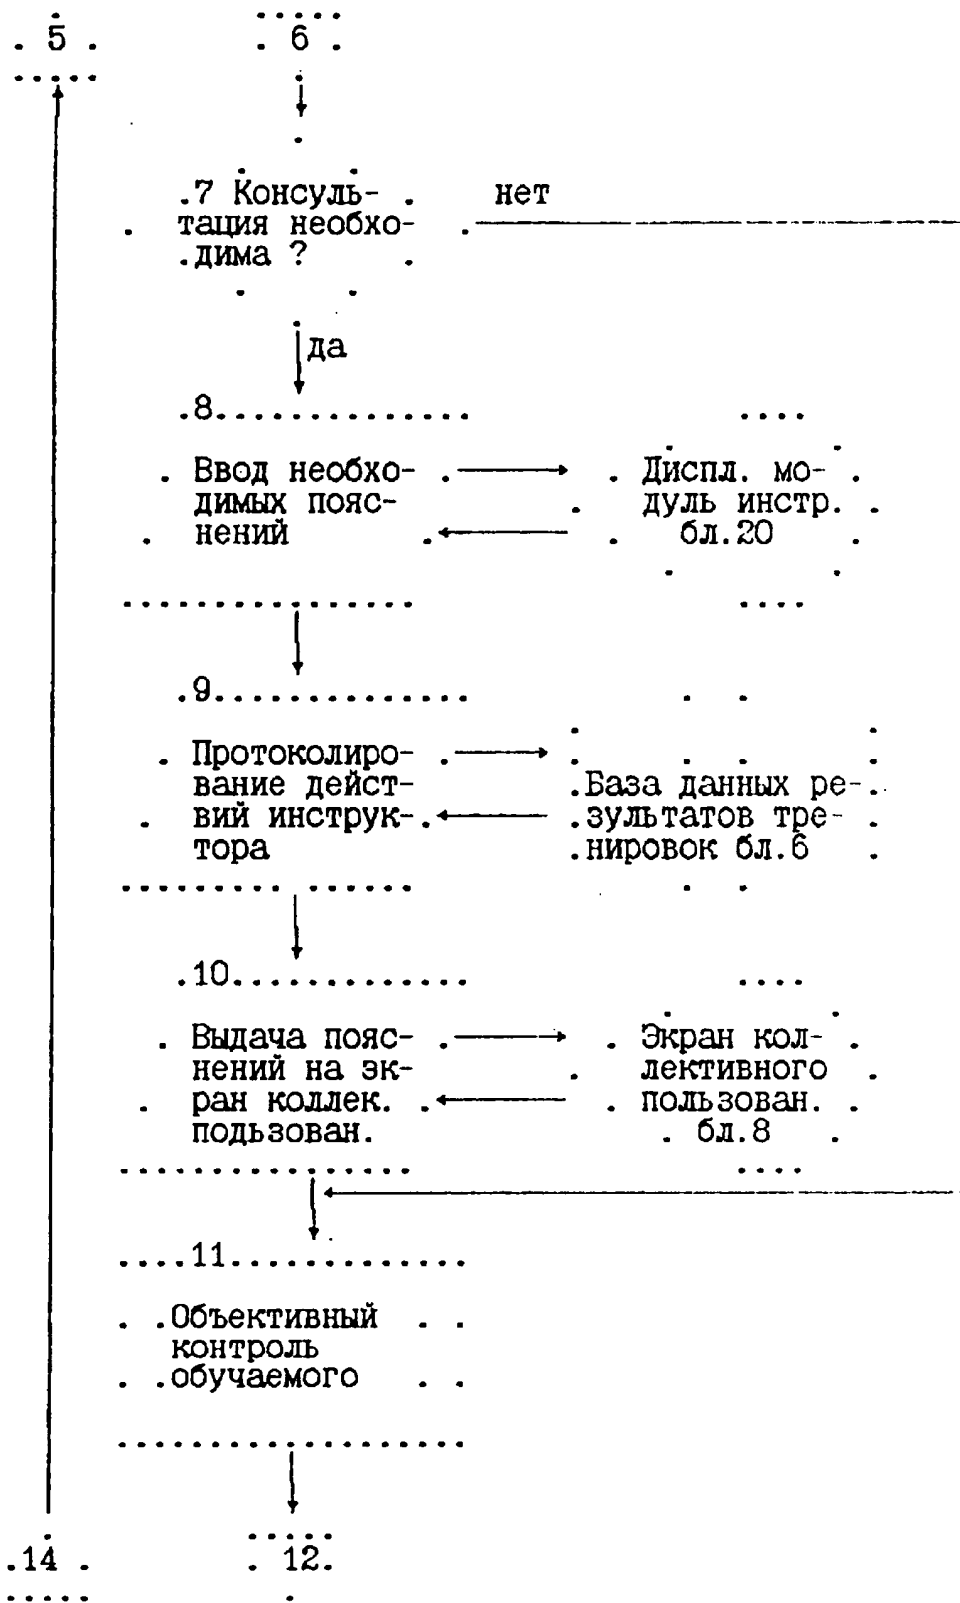 . 5 . . 6 .
.7 Консуль- . нет
. тация необхо- .
.дима ? .
да
.8.............. ....
. Ввод необхо- . . Диспл. мо- .
димых пояс- . дуль инстр. .
. нений . . бл.20 .
............... ....
.9..............
. Протоколиро- .
вание дейст- .База данных ре-.
. вий инструк-. .зультатов тре- .
тора .нировок бл.6 .
......... ......
.10............. ....
. Выдача пояс- . . Экран кол- .
нений на эк- . лективного .
. ран коллек. . . пользован. .
подьзован. . бл.8 .
............... ....
....11.............
. .Объективный . .
контроль
. .обучаемого . .
...................
.14 . . 12.